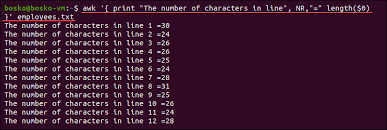 bosko@bosko-vm:~$ awk '{ print "The number of characters in line", NR,"=" length($0)
}' employees.txt
The number of characters in line 1 =30
The number of characters in line 2 =24
The number of characters in line 3 =26
The number of characters in line 4 =26
The number of characters in line 5 =25
The number of characters in line 6 =24
The number of characters in line 7 =28
The number of characters in line 8 =31
The number of characters in line 9 =25
The number of characters in line 10 =26
The number of characters in line 11 =24
The number of characters in line 12 =28